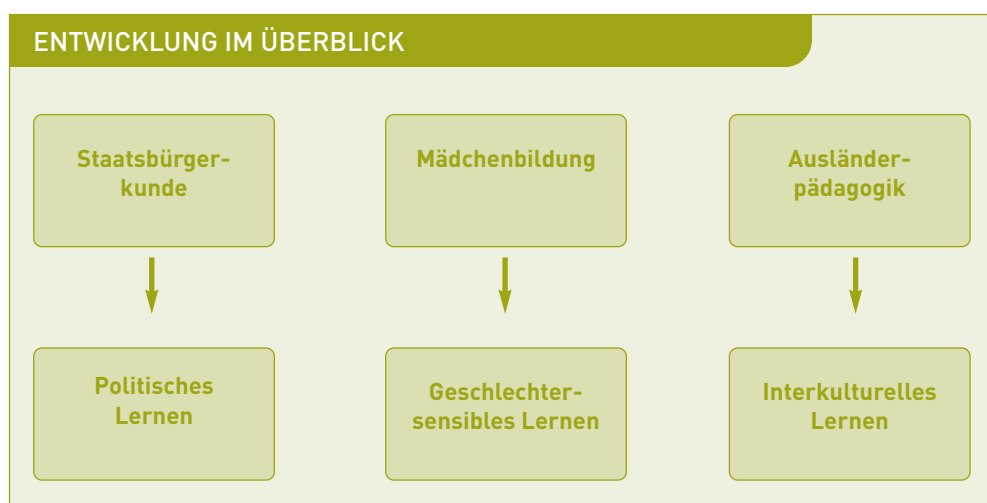 ENTWICKLUNG IM ÜBERBLICK
Staatsbürger-
kunde
Mädchenbildung
Ausländer-
pädagogik
Politisches
Lernen
Geschlechter-
sensibles Lernen
Interkulturelles
Lernen